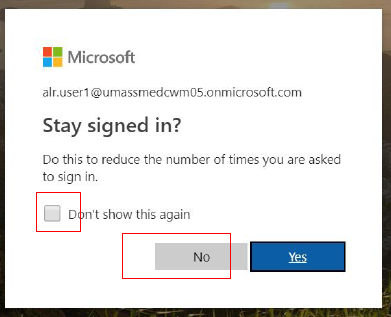 Microsoft
alr.user1@umassmedcwm05.onmicrosoft.com
Stay signed in?
Do this to reduce the number of times you are asked
to sign in.
Don't show this again
No
Yes